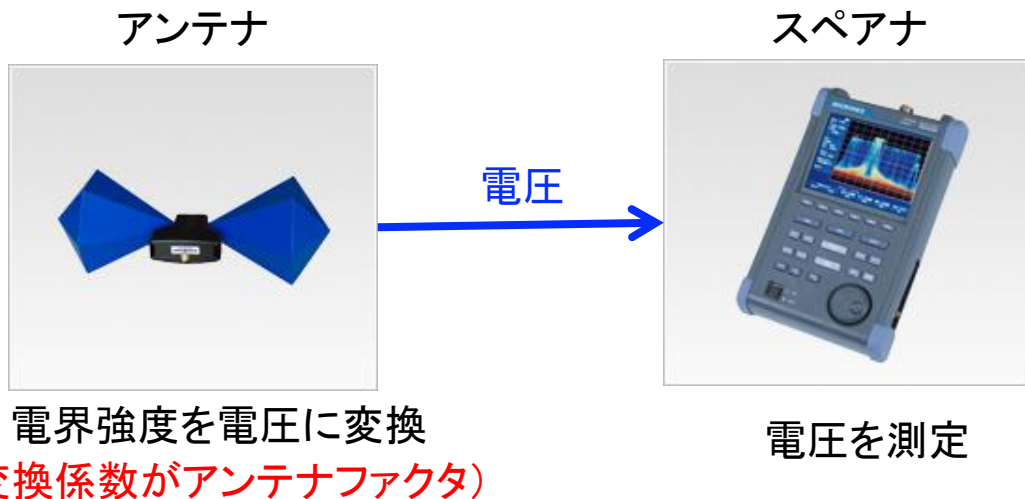 アンテナ
スペアナ
電圧
電界強度を電圧に変換
変換係数がアンテナファクタ）
電圧を測定